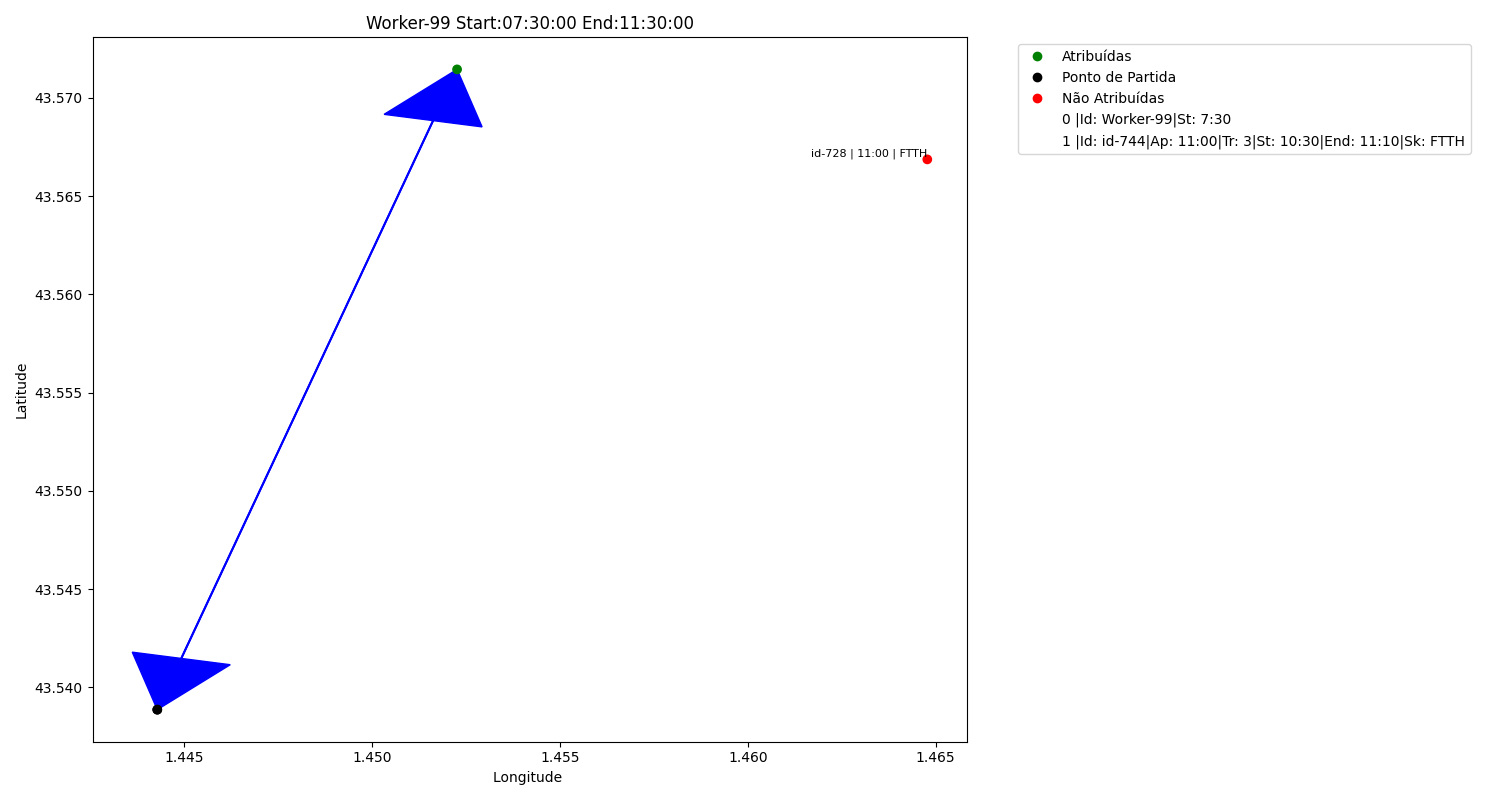 Worker-99 Start:07:30:00 End:11:30:00
Atribuídas
Ponto de Partida
Não Atribuídas
0 |Id: Worker-99|St: 7:30
1 |Id: id-744|Ap: 11:00|Tr: 3|St: 10:30|End: 11:10|Sk: FTTH
id-728 | 11:00 | FTTH
43.570
43.565
43.560
43.555
43.550
43.545
43.540
Latitude
1.445 1.450 1.455 1.460 1.465
Longitude